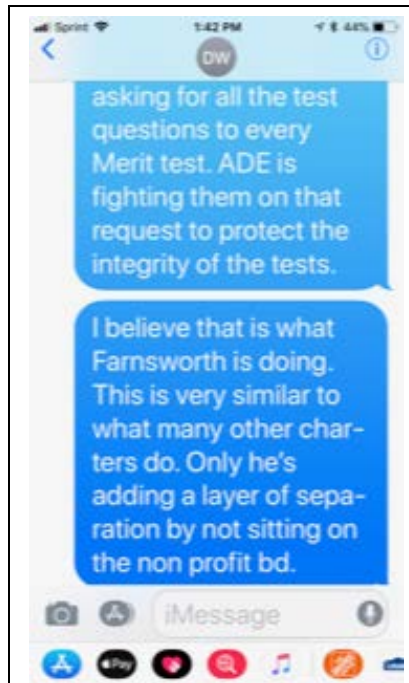 Sprint 1:42 PM 44%
DW
asking for all the test
questions to every
Merit test. ADE is
fighting them on that
request to protect the
integrity of the tests.
I believe that is what
Farnsworth is doing.
This is very similar to
what many other char-
ters do. Only he's
adding a layer of sepa-
ration by not sitting on
the non profit bd.
iMessage
Pay